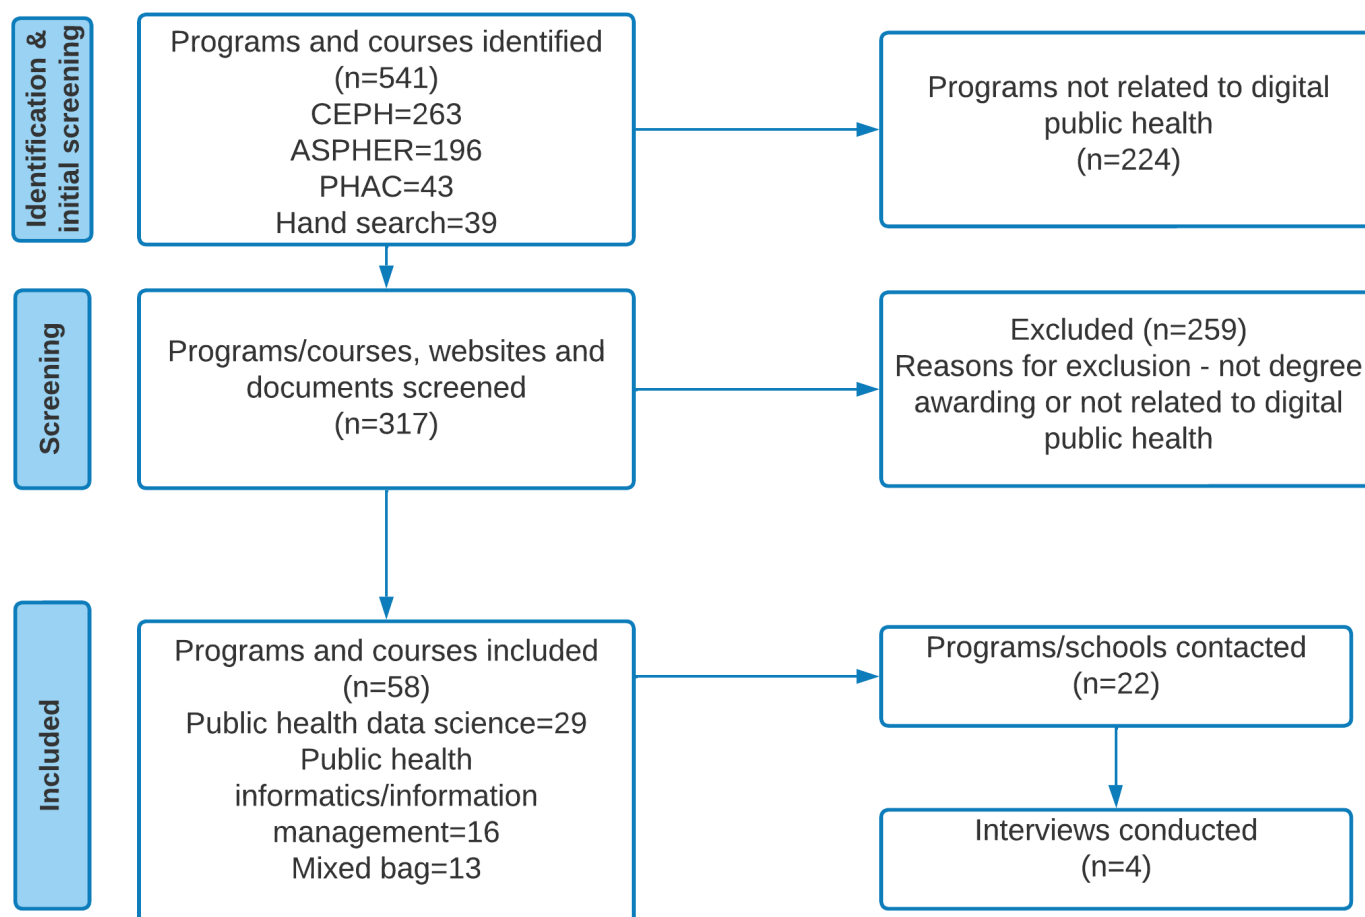 Identification &
initial screening
Programs and courses identified
(n=541)
CEPH=263
ASPHER=196
PHAC=43
Hand search=39
Programs not related to digital
public health
(n=224)
Screening
Programs/courses, websites and
documents screened
(n=317)
Excluded (n=259)
Reasons for exclusion - not degree
awarding or not related to digital
public health
Included
Programs and courses included
(n=58)
Public health data science=29
Public health
informatics/information
management=16
Mixed bag=13
Programs/schools contacted
(n=22)
Interviews conducted
(n=4)